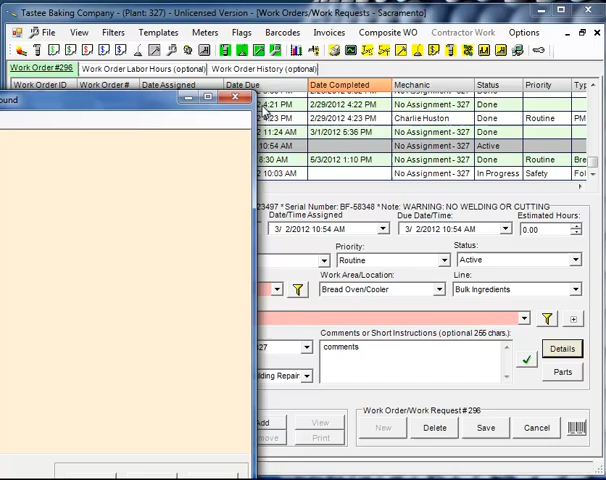 Tastee Baking Company - (Plant: 327) - Unlicensed Version - [Work Orders/Work Requests - Sacramento]
File View Templates Meters Flags Barcodes Invoices Composite WO Contractor Work Options
Work Order #296 Work Order Labor Hours (optional) Work Order History (optional)
Work Order ID Date Assigned Date Due Date Completed Mechanic Status Priority Typ
ound
4:21 PM 2/29/2012 4:22 PM No Assignment - 327 Done
:23 PM 2/29/2012 4:23 PM Charlie Huston Done Routine PM
11:24 AM 3/1/2012 5:36 PM No Assignment - 327 Done
10:54 AM No Assignment - 327 Active
8:30 AM 5/3/2012 1:10 PM No Assignment - 327 Done Routine Bre
10:03 AM No Assignment - 327 In Progress Safety Fol
23497 * Serial Number: BF-58348 * Note: WARNING: NO WELDING OR CUTTING
Date/Time Assigned Due Date/Time: Estimated Hours:
3/ 2/2012 10:54 AM 3/ 2/2012 10:54 AM 0.00
Priority: Status:
Routine Active
Work Area/Location: Line:
Bread Oven/Cooler Bulk Ingredients
Comments or Short Instructions (optional 255 chars.):
27 comments Details
ilding Repair Parts
Add View Work Order/Work Request # 296
move Print New Delete Save Cancel